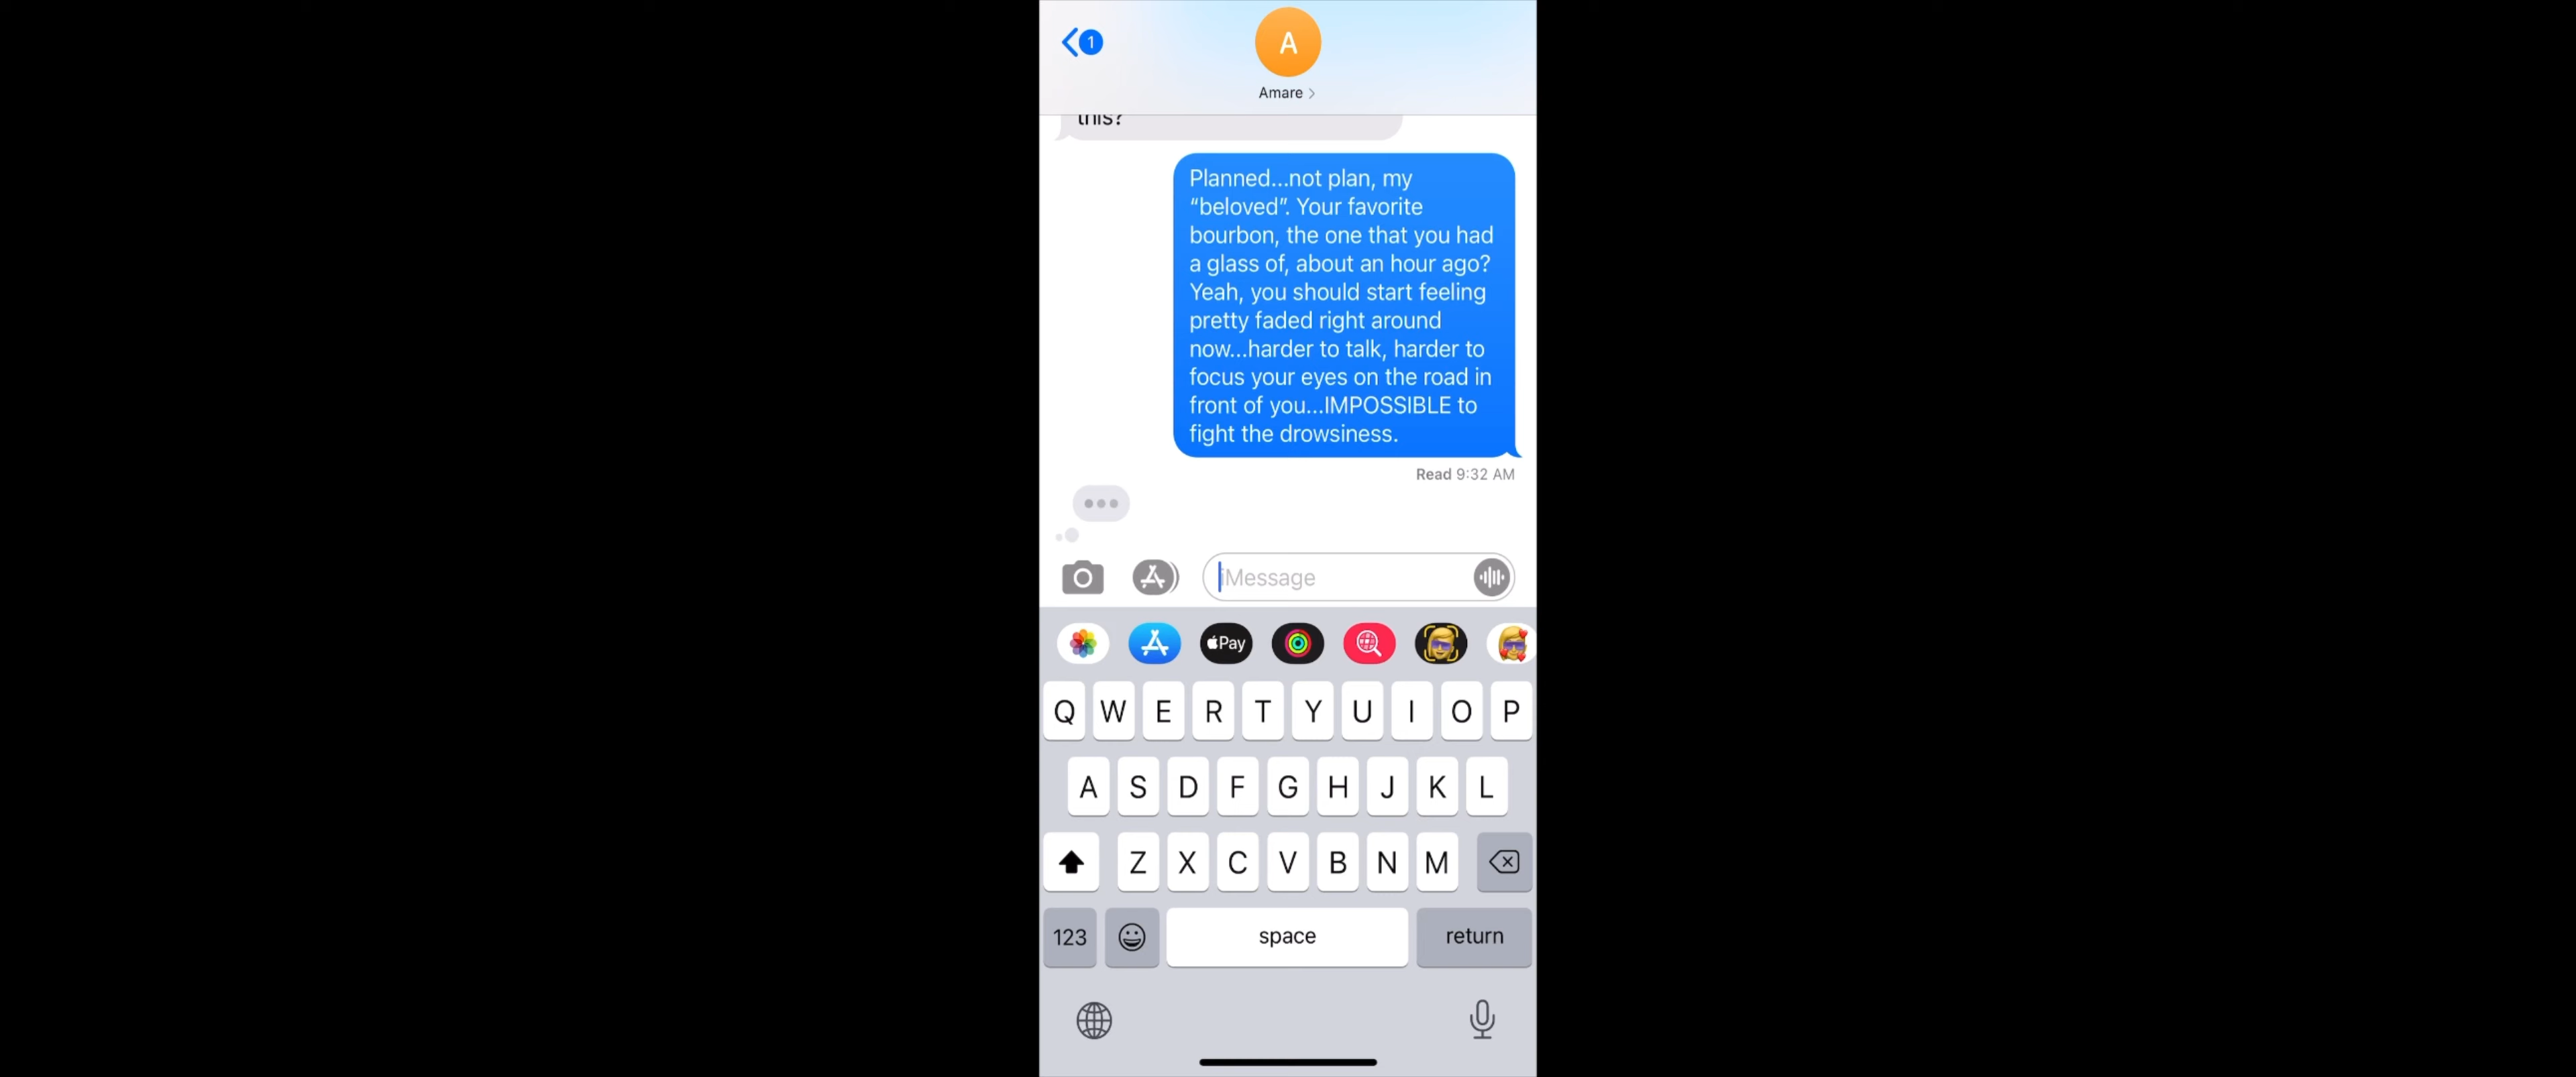 1
A
Amare
this?
Planned...not plan, my
“beloved”. Your favorite
bourbon, the one that you had
a glass of, about an hour ago?
Yeah, you should start feeling
pretty faded right around
now...harder to talk, harder to
focus your eyes on the road in
front of you...IMPOSSIBLE to
fight the drowsiness.
Read 9:32 AM
iMessage
Pay
Q W E R T Y U I O P
A S D F G H J K L
Z X C V B N M
123 space return